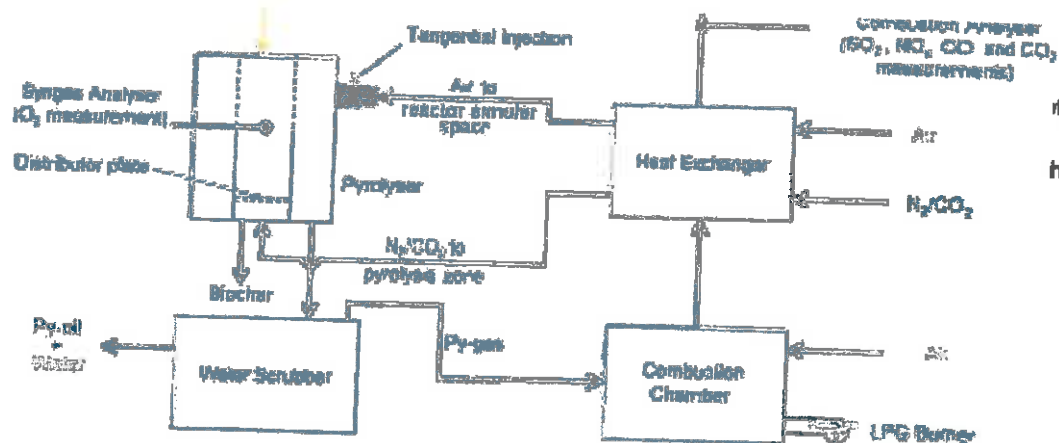 Combustion Analyser
(SO2, NOx, CO and CO2
measurements)
Tangential injection
Syngas Analyser
(O2 measurement)
Air to
reactor annular
space
Air
Heat Exchanger
Distributor plate
Pyrolyser
N2/CO2
N2/CO2 to
pyrolysis zone
Biochar
Py-oil
+
Water
Py-gas
Water Scrubber
Air
Combustion
Chamber
LPG Burner